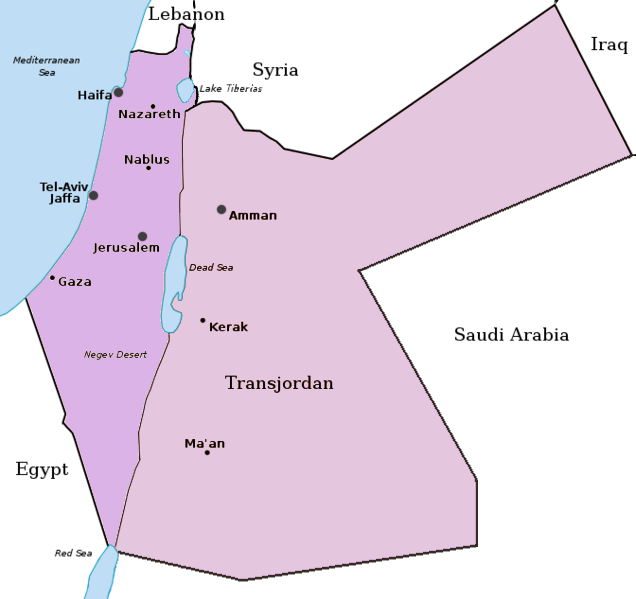 Lebanon
Iraq
Mediterranean
Sea
Syria
Lake Tiberias
Haifa
Nazareth
Nablus
Tel-Aviv
Jaffa
Amman
Jerusalem
Dead Sea
Gaza
Kerak
Saudi Arabia
Negev Desert
Transjordan
Ma'an
Egypt
Red Sea